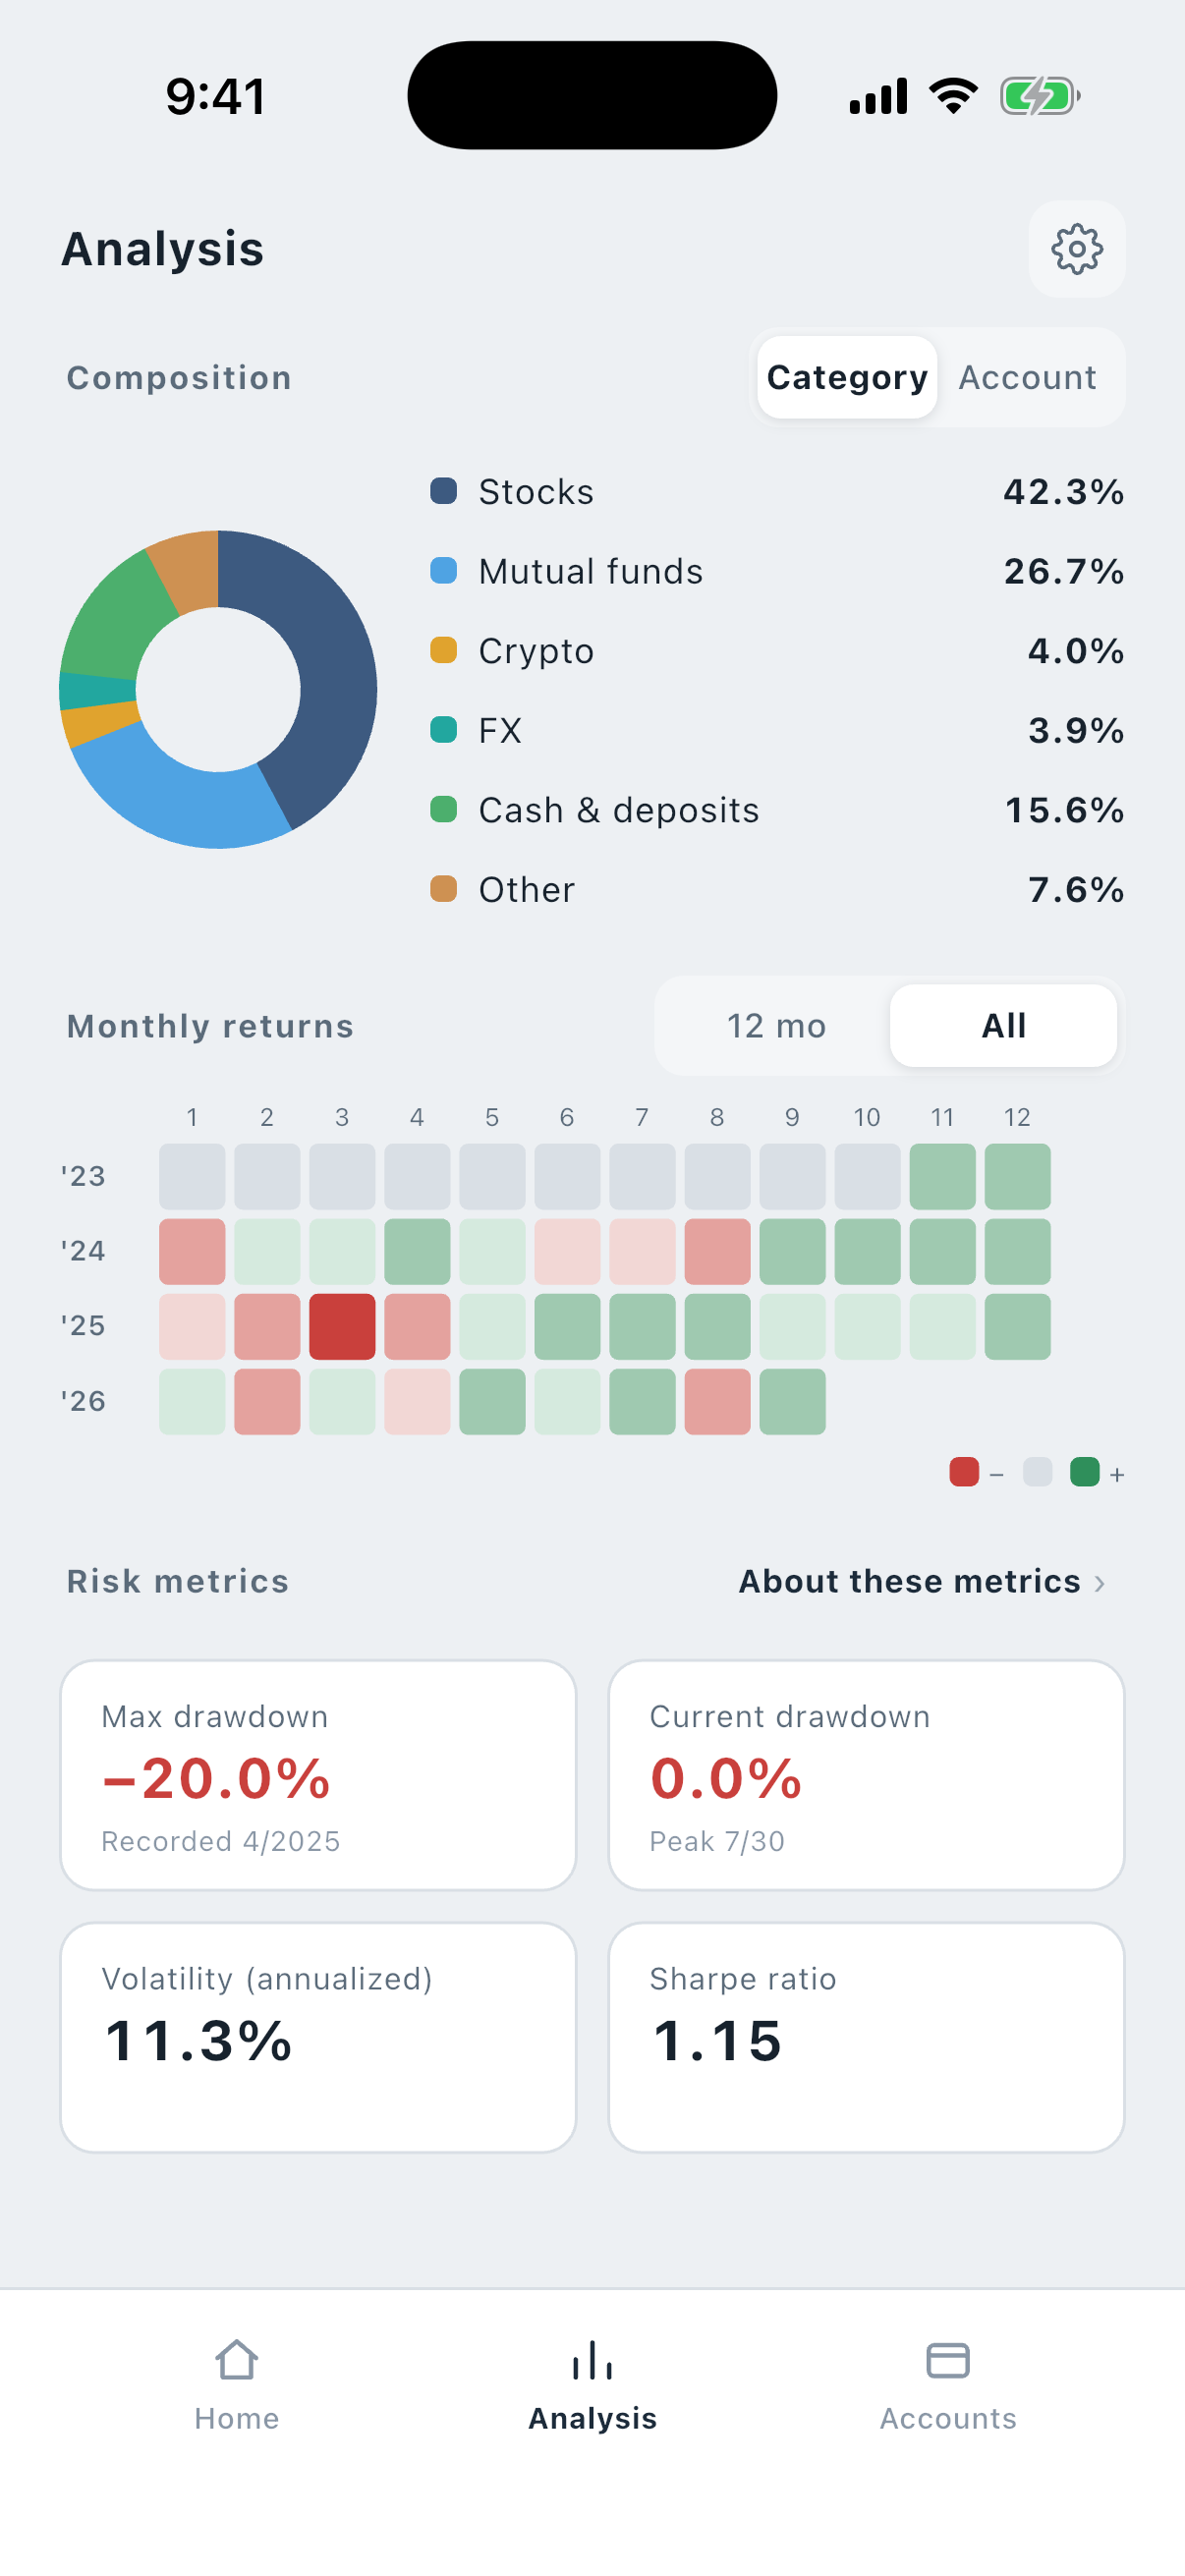 9:41
Analysis
Composition
Category Account
Stocks 42.3%
Mutual funds 26.7%
Crypto 4.0%
FX 3.9%
Cash & deposits 15.6%
Other 7.6%
Monthly returns
12 mo All
1 2 3 4 5 6 7 8 9 10 11 12
'23
'24
'25
'26
– +
Risk metrics
About these metrics ›
Max drawdown
–20.0%
Recorded 4/2025
Current drawdown
0.0%
Peak 7/30
Volatility (annualized)
11.3%
Sharpe ratio
1.15
Home Analysis Accounts